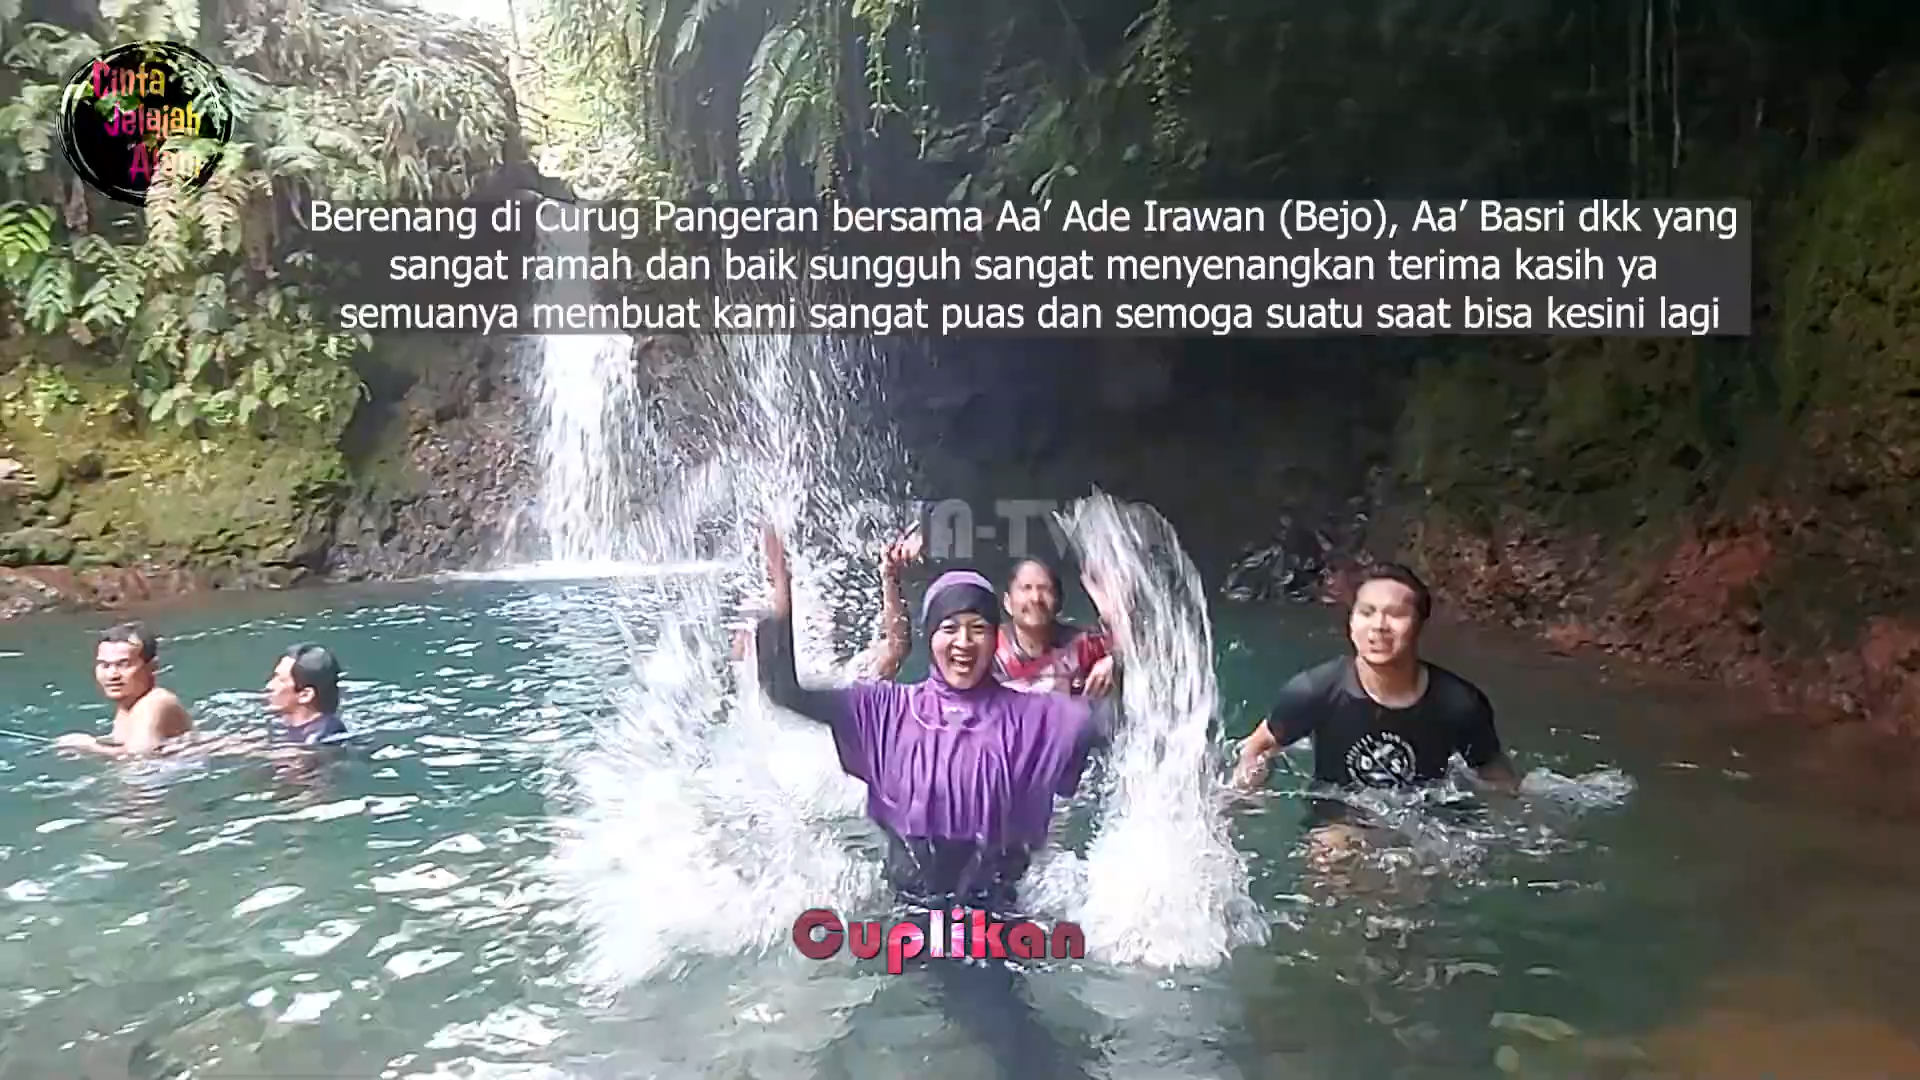 Cinta
Jelajah
Alam
Berenang di Curug Pangeran bersama Aa’ Ade Irawan (Bejo), Aa’ Basri dkk yang
sangat ramah dan baik sungguh sangat menyenangkan terima kasih ya
semuanya membuat kami sangat puas dan semoga suatu saat bisa kesini lagi
Cuplikan